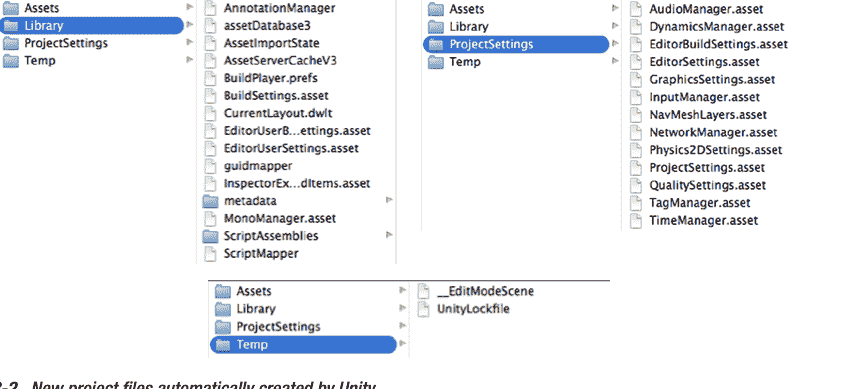 Assets
Library
ProjectSettings
Temp
AnnotationManager
assetDatabase3
AssetImportState
AssetServerCacheV3
BuildPlayer.prefs
BuildSettings.asset
CurrentLayout.dwlt
EditorUserB...ettings.asset
EditorUserSettings.asset
guidmapper
InspectorEx...dItems.asset
metadata
MonoManager.asset
ScriptAssemblies
ScriptMapper
Assets
Library
ProjectSettings
Temp
AudioManager.asset
DynamicsManager.asset
EditorBuildSettings.asset
EditorSettings.asset
GraphicsSettings.asset
InputManager.asset
NavMeshLayers.asset
NetworkManager.asset
Physics2DSettings.asset
ProjectSettings.asset
QualitySettings.asset
TagManager.asset
TimeManager.asset
Assets
Library
ProjectSettings
Temp
__EditModeScene
UnityLockfile
-2. New project files automatically created by Unity